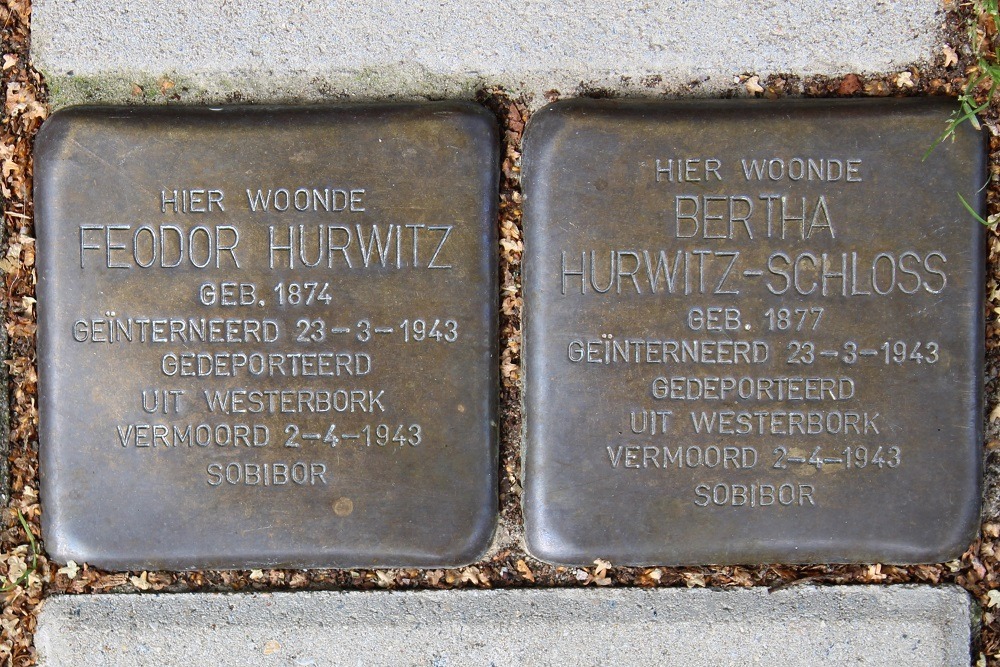 HIER WOONDE
FEODOR HURWITZ
GEB. 1874
GEÏNTERNEERD 23-3-1943
GEDEPORTEERD
UIT WESTERBORK
VERMOORD 2-4-1943
SOBIBOR
HIER WOONDE
BERTHA
HURWITZ-SCHLOSS
GEB. 1877
GEÏNTERNEERD 23-3-1943
GEDEPORTEERD
UIT WESTERBORK
VERMOORD 2-4-1943
SOBIBOR